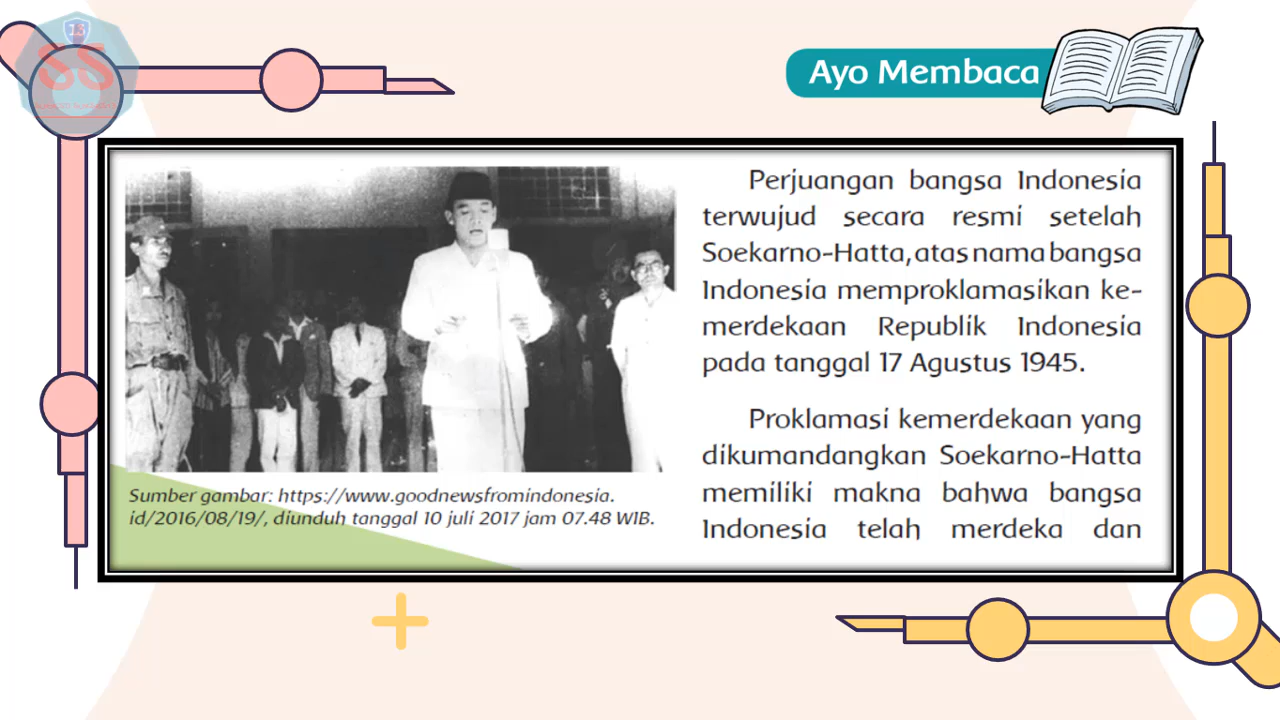 13
SS
Ayo Membaca
Perjuangan bangsa Indonesia
terwujud secara resmi setelah
Soekarno-Hatta, atas nama bangsa
Indonesia memproklamasikan ke-
merdekaan Republik Indonesia
pada tanggal 17 Agustus 1945.
Proklamasi kemerdekaan yang
dikumandangkan Soekarno-Hatta
memiliki makna bahwa bangsa
Indonesia telah merdeka dan
Sumber gambar: https://www.goodnewsfromindonesia.
id/2016/08/19/, diunduh tanggal 10 juli 2017 jam 07.48 WIB.